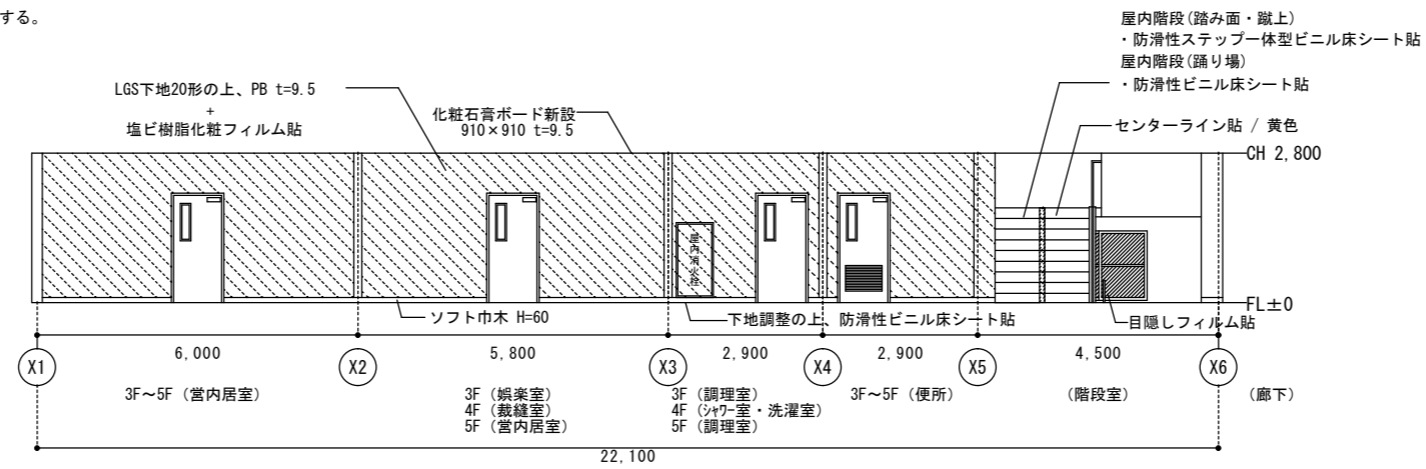 する。
屋内階段(踏み面・蹴上)
・防滑性ステップ一体型ビニル床シート貼
屋内階段(踊り場)
・防滑性ビニル床シート貼
LGS下地20形の上、PB t=9.5
+
塩ビ樹脂化粧フィルム貼
化粧石膏ボード新設
910×910 t=9.5
センターライン貼 / 黄色
CH 2,800
屋内消火栓
FL±0
ソフト巾木 H=60
下地調整の上、防滑性ビニル床シート貼
目隠しフィルム貼
6,000
5,800
2,900
2,900
4,500
X1
X2
X3
X4
X5
X6
3F～5F (営内居室)
3F (娯楽室)
4F (裁縫室)
5F (営内居室)
3F (調理室)
4F (シャワー室・洗濯室)
5F (調理室)
3F～5F (便所)
(階段室)
(廊下)
22,100